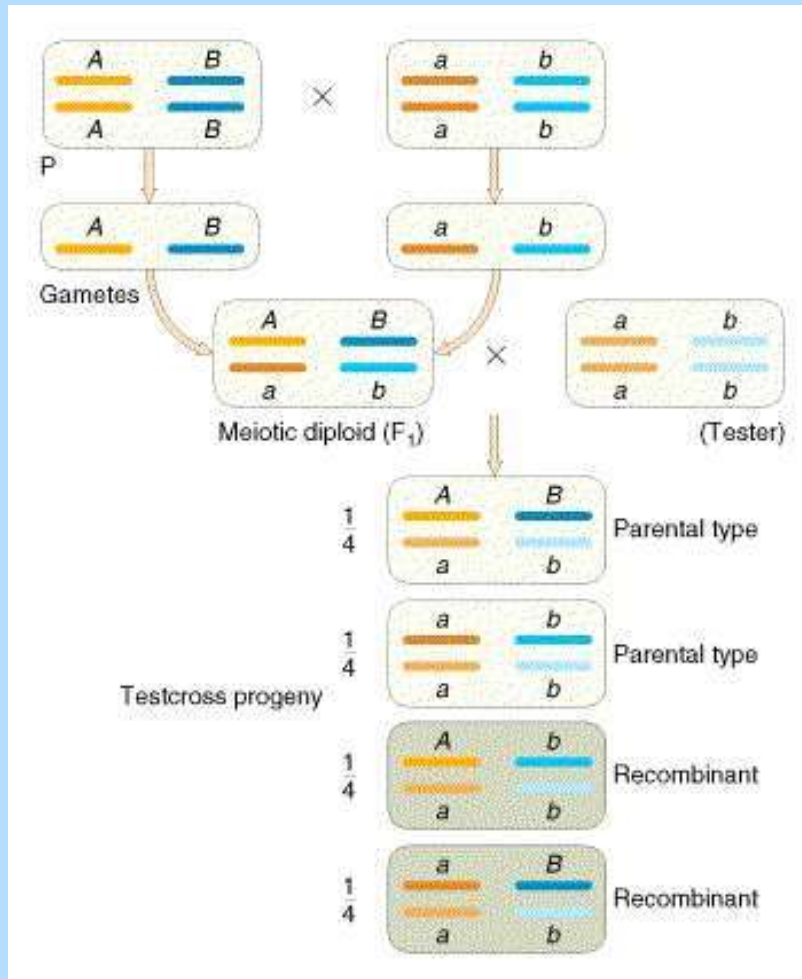 A B a b
×
A B a b
P
A B a b
Gametes
A B a b
×
a b a b
Meiotic diploid (F1) (Tester)
A B
1/4 Parental type
a b
a b
1/4 Parental type
a b
Testcross progeny
A b
1/4 Recombinant
a b
a B
1/4 Recombinant
a b